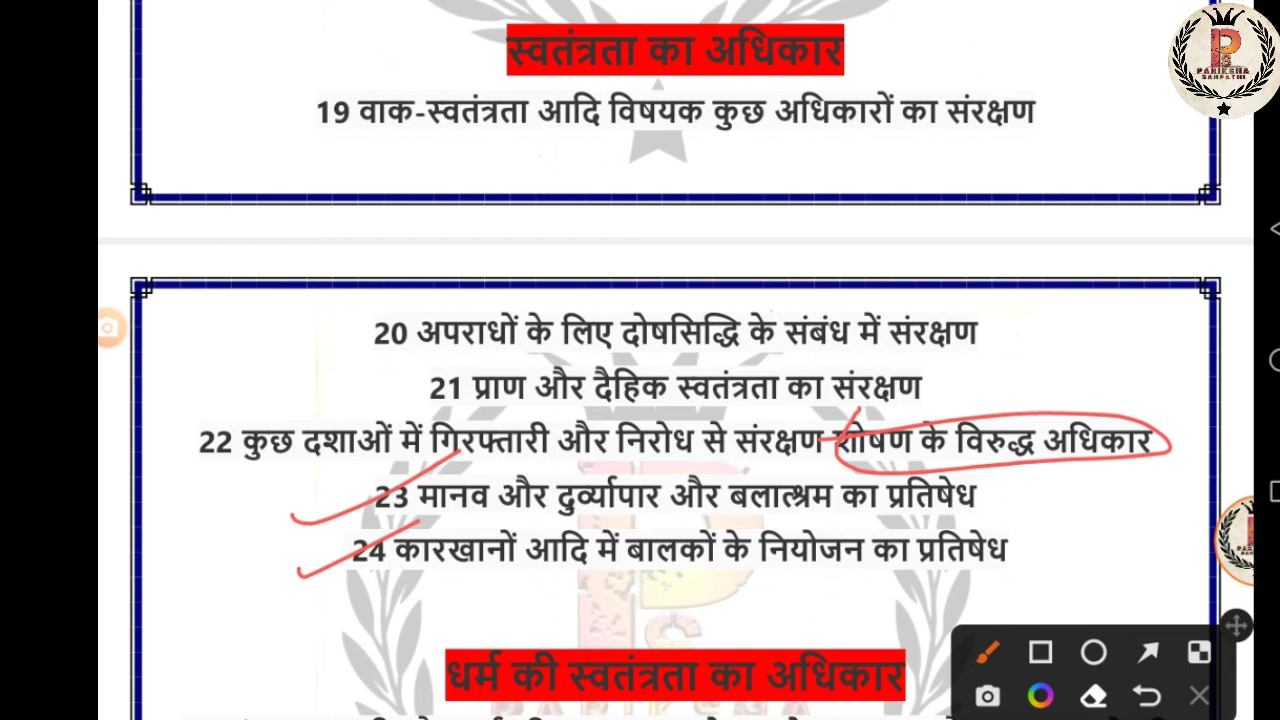 PARIKSHA
SARPATHI
स्वतंत्रता का अधिकार
19 वाक-स्वतंत्रता आदि विषयक कुछ अधिकारों का संरक्षण
20 अपराधों के लिए दोषसिद्धि के संबंध में संरक्षण
21 प्राण और दैहिक स्वतंत्रता का संरक्षण
22 कुछ दशाओं में गिरफ्तारी और निरोध से संरक्षण शोषण के विरुद्ध अधिकार
23 मानव और दुर्व्यापार और बलात्श्रम का प्रतिषेध
24 कारखानों आदि में बालकों के नियोजन का प्रतिषेध
धर्म की स्वतंत्रता का अधिकार